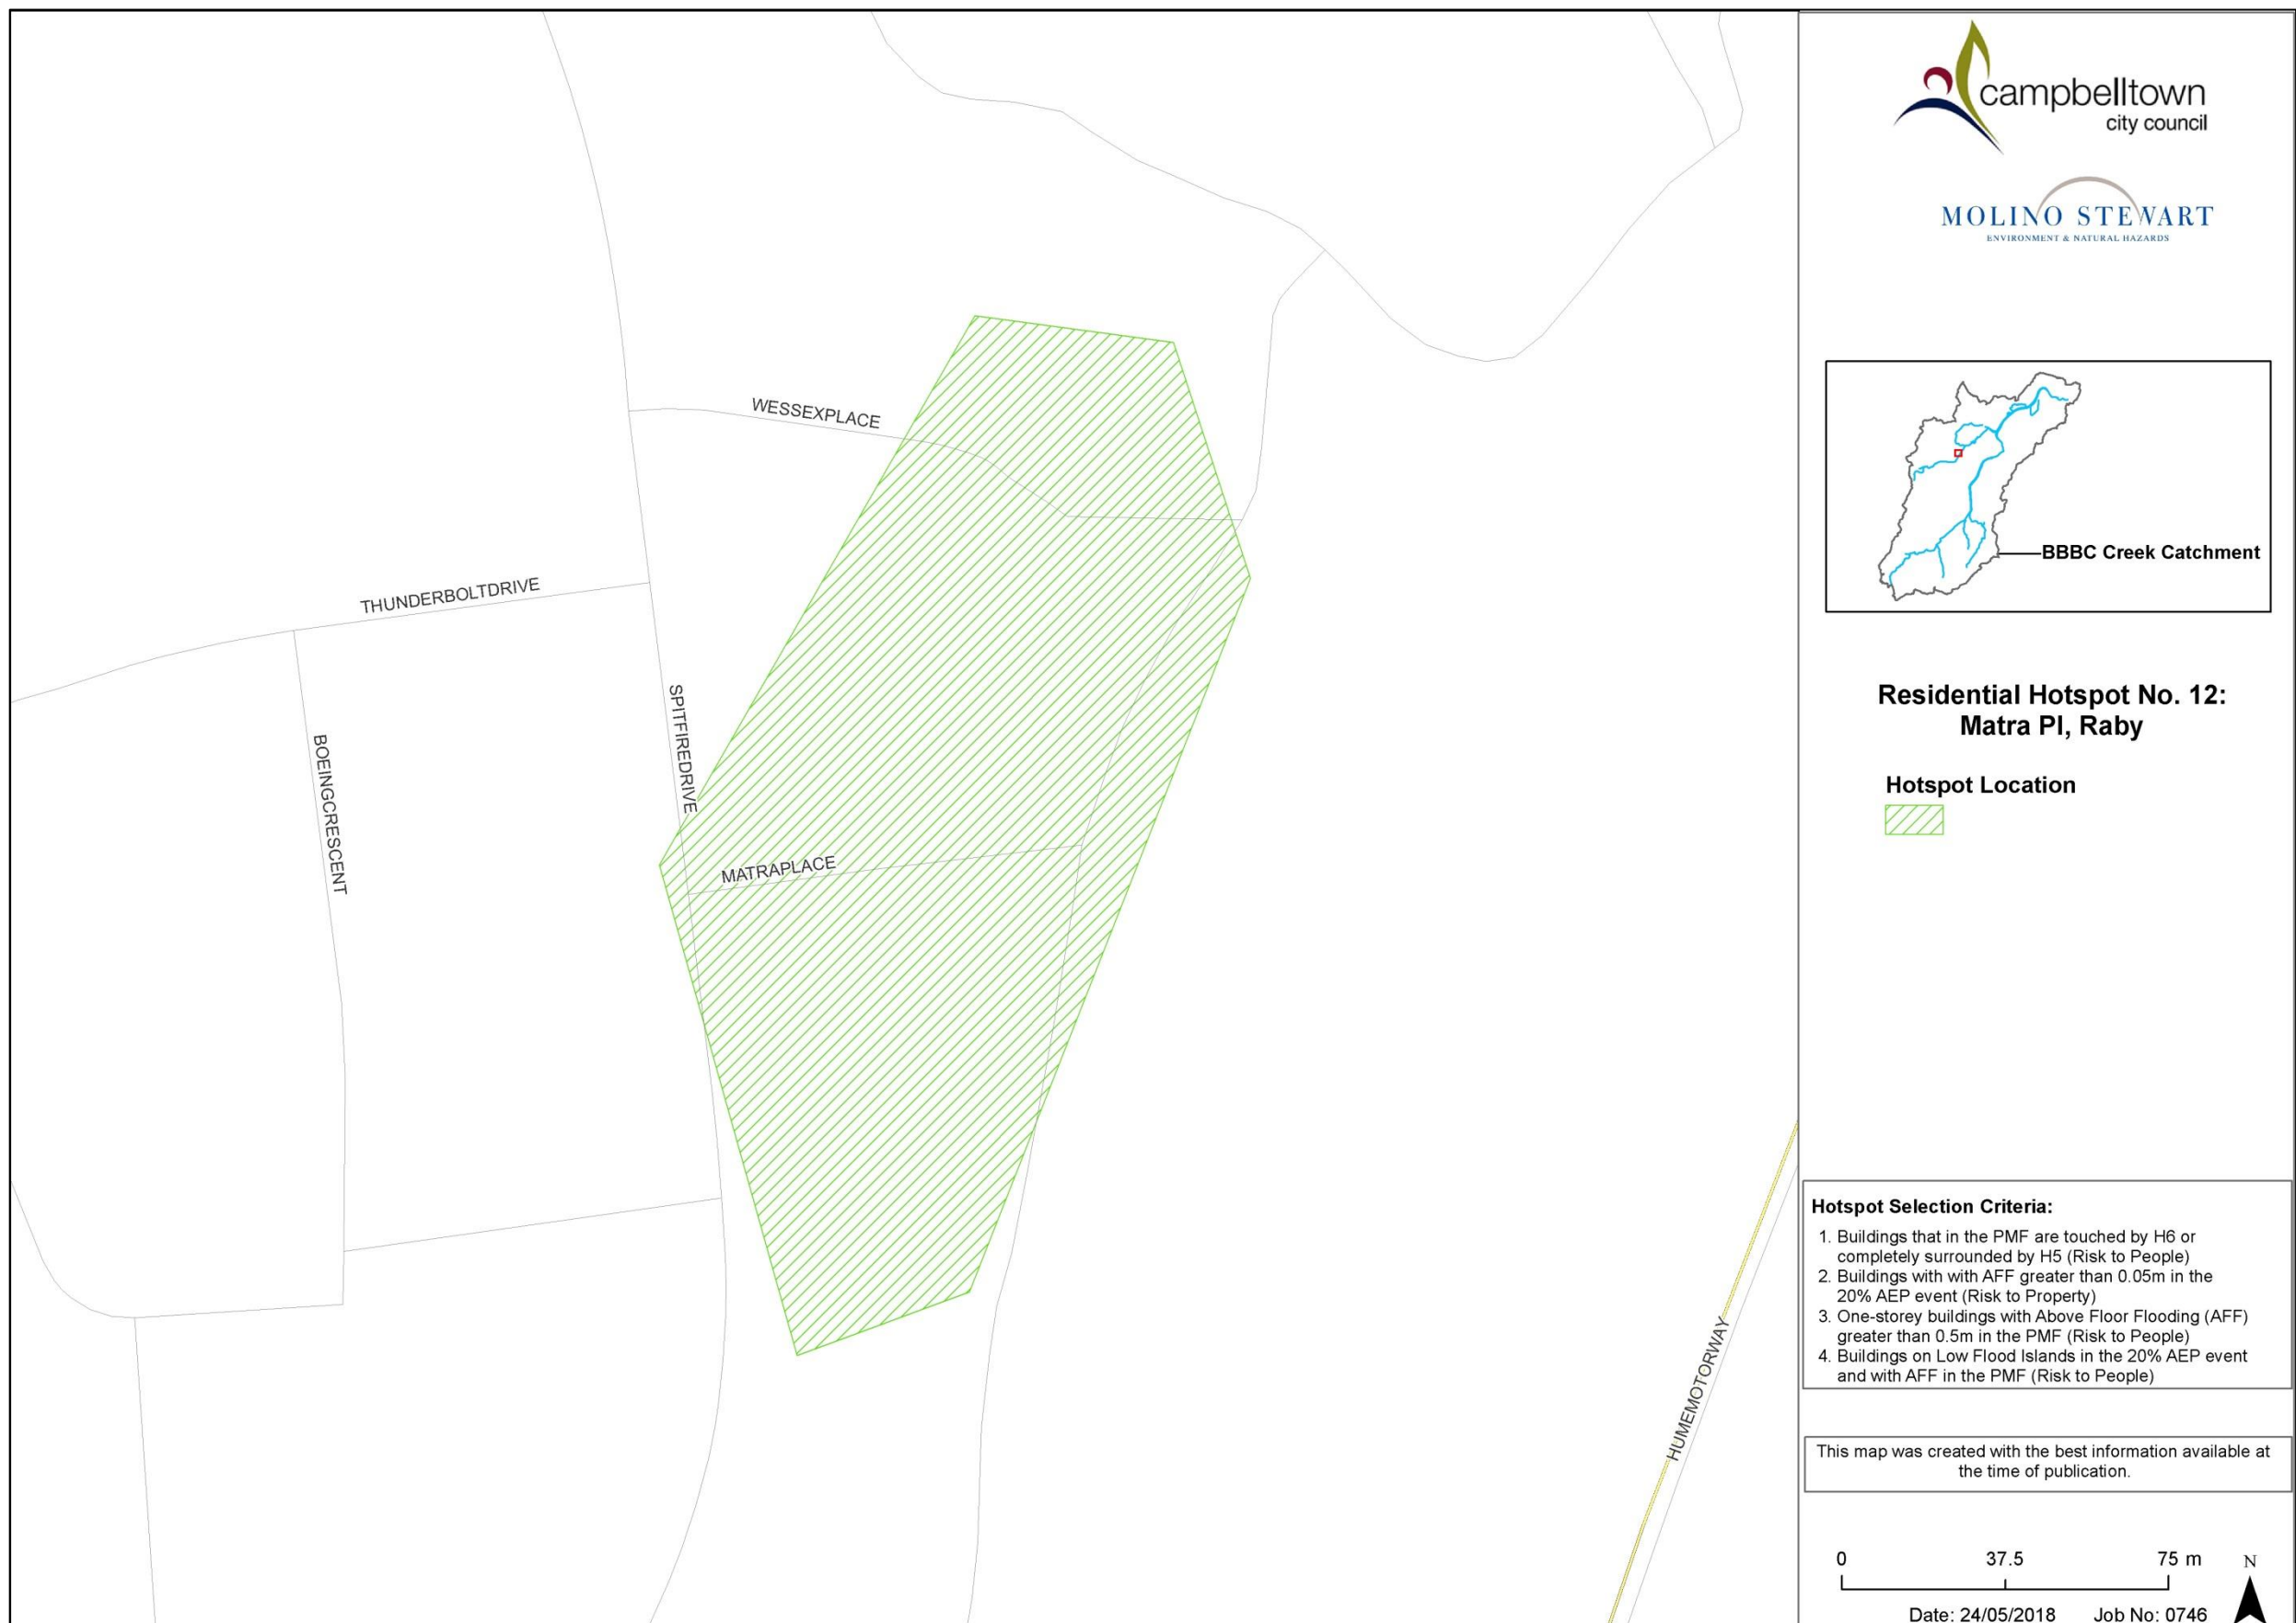 campbelltown
city council
MOLINO STEWART
ENVIRONMENT & NATURAL HAZARDS
WESSEXPLACE
THUNDERBOLTDRIVE
SPITFIREDRIVE
BOEINGCRESCENT
MATRAPLACE
HUMEMOTORWAY
BBBC Creek Catchment
Residential Hotspot No. 12:
Matra Pl, Raby
Hotspot Location
Hotspot Selection Criteria:
1. Buildings that in the PMF are touched by H6 or
completely surrounded by H5 (Risk to People)
2. Buildings with with AFF greater than 0.05m in the
20% AEP event (Risk to Property)
3. One-storey buildings with Above Floor Flooding (AFF)
greater than 0.5m in the PMF (Risk to People)
4. Buildings on Low Flood Islands in the 20% AEP event
and with AFF in the PMF (Risk to People)
This map was created with the best information available at
the time of publication.
0 37.5 75 m N
Date: 24/05/2018 Job No: 0746